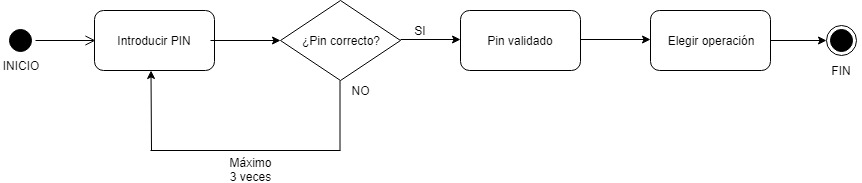 INICIO
Introducir PIN
¿Pin correcto?
SI
NO
Máximo
3 veces
Pin validado
Elegir operación
FIN